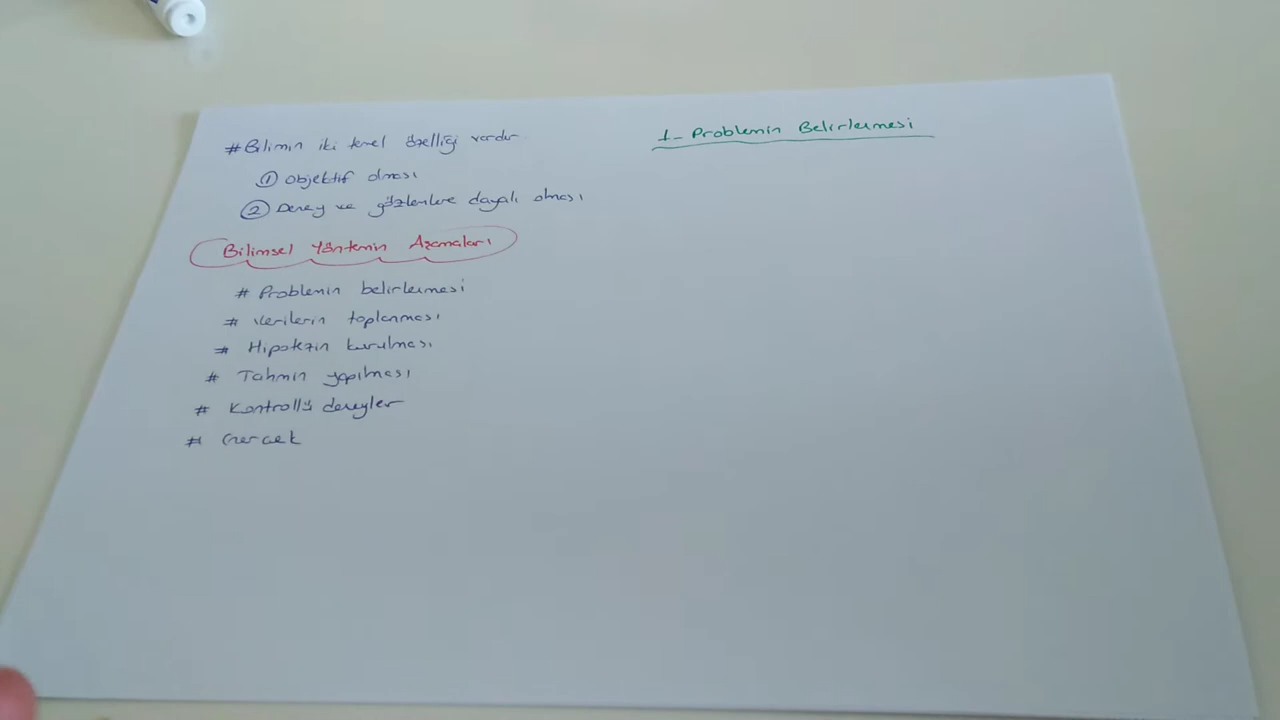 #Bilimin iki temel özelliği vardır
① Objektif olması
② Deney ve gözlemlere dayalı olması
Bilimsel Yöntemin Aşamaları
# Problemin belirlenmesi
# Verilerin toplanması
# Hipotezin kurulması
# Tahmin yapılması
# Kontrollü deneyler
# Gerçek
1- Problemin Belirlenmesi